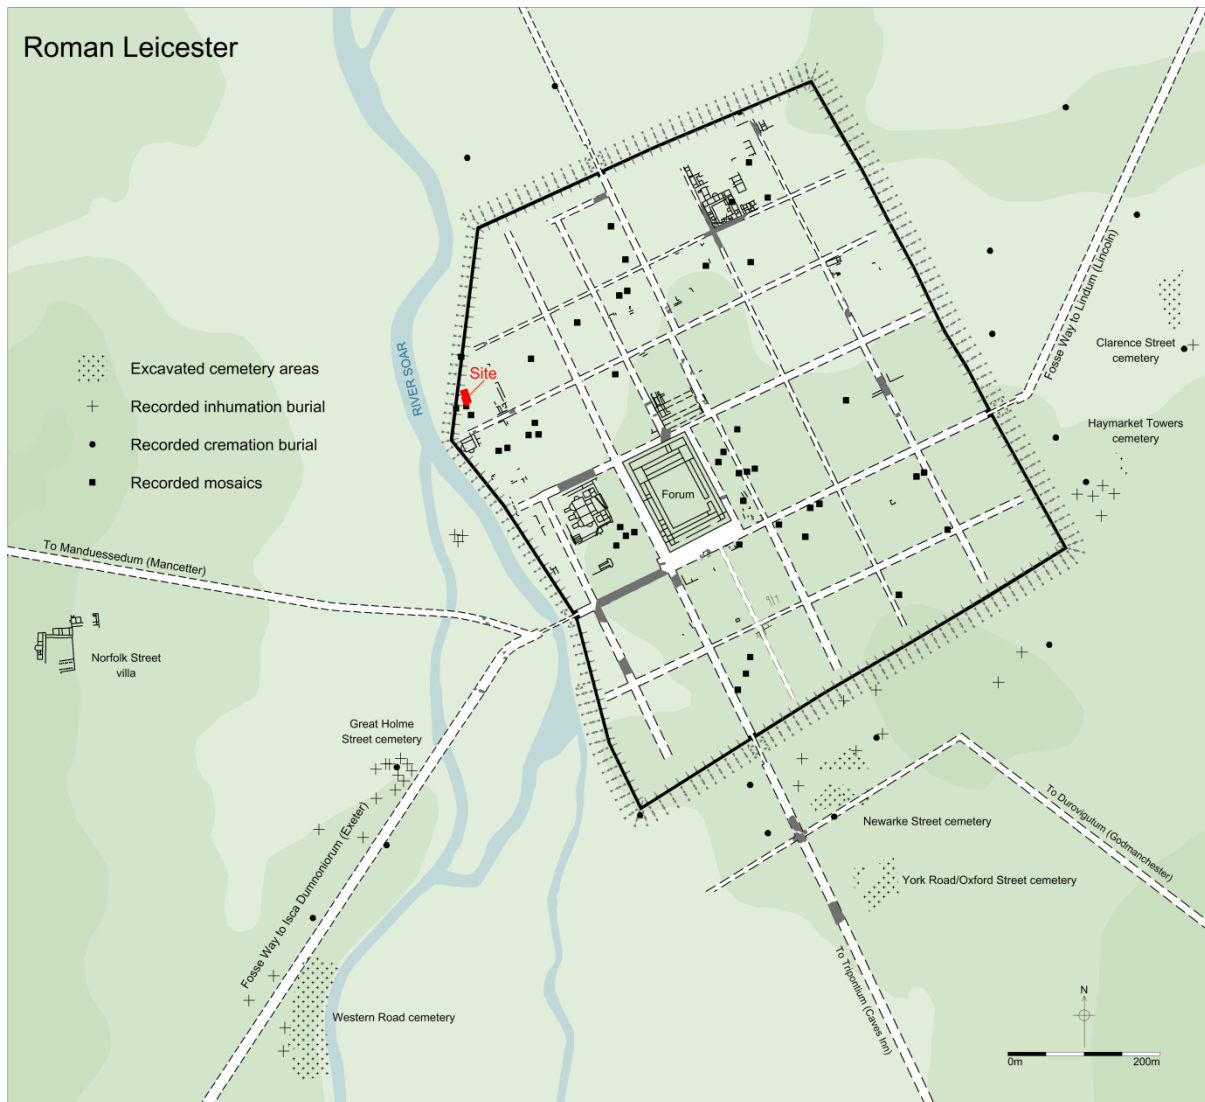 Roman Leicester
Excavated cemetery areas
Recorded inhumation burial
Recorded cremation burial
Recorded mosaics
RIVER SOAR
Site
Forum
Fosse Way to Lindum (Lincoln)
Clarence Street
cemetery
Haymarket Towers
cemetery
To Manduessedum (Mancetter)
Norfolk Street
villa
Great Holme
Street cemetery
Fosse Way to Isca Dumnoniorum (Exeter)
Western Road cemetery
Newarke Street cemetery
York Road/Oxford Street cemetery
To Durovigutum (Godmanchester)
To Tripontium (Caves Inn)
N
0m
200m